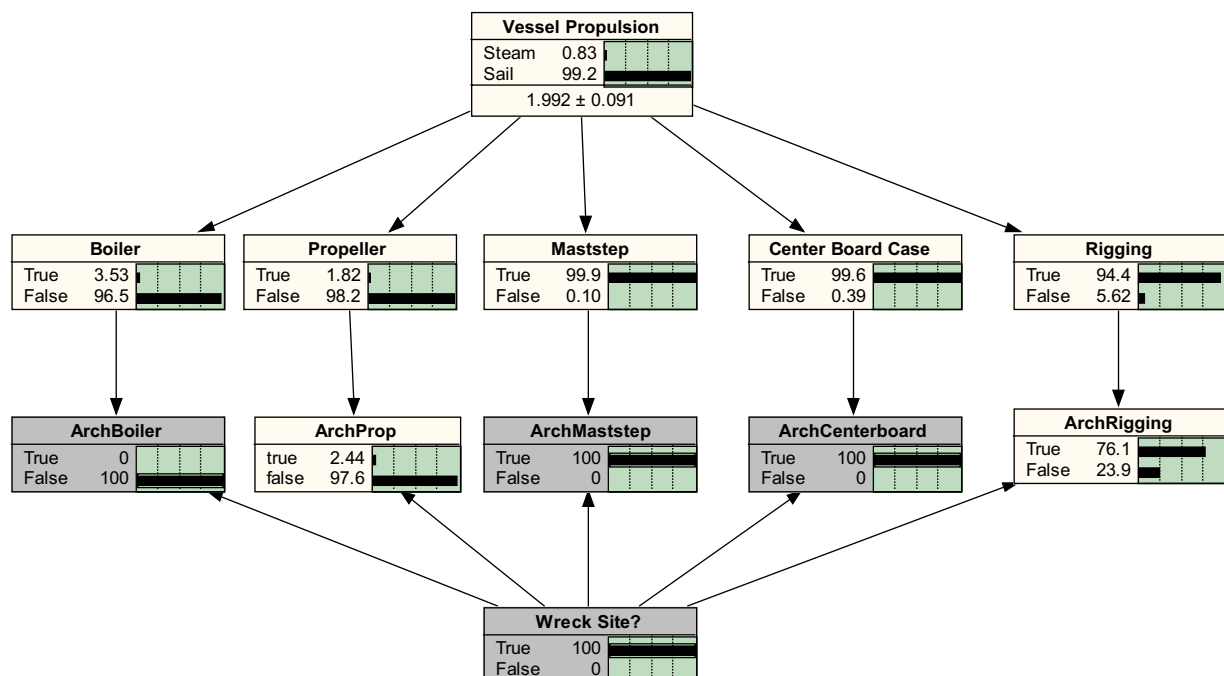 Vessel Propulsion
Steam 0.83
Sail 99.2
1.992 ± 0.091
Boiler
True 3.53
False 96.5
Propeller
True 1.82
False 98.2
Maststep
True 99.9
False 0.10
Center Board Case
True 99.6
False 0.39
Rigging
True 94.4
False 5.62
ArchBoiler
True 0
False 100
ArchProp
true 2.44
false 97.6
ArchMaststep
True 100
False 0
ArchCenterboard
True 100
False 0
ArchRigging
True 76.1
False 23.9
Wreck Site?
True 100
False 0